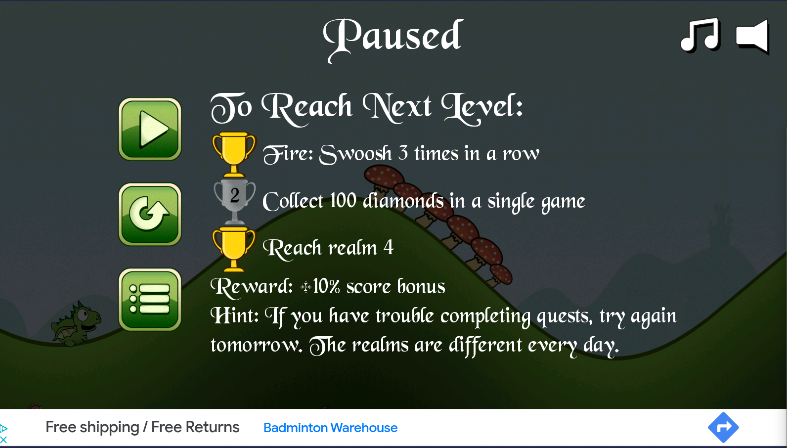 Paused
To Reach Next Level:
Fire: Swoosh 3 times in a row
2
Collect 100 diamonds in a single game
Reach realm 4
Reward: +10% score bonus
Hint: If you have trouble completing quests, try again
tomorrow. The realms are different every day.
Free shipping / Free Returns
Badminton Warehouse